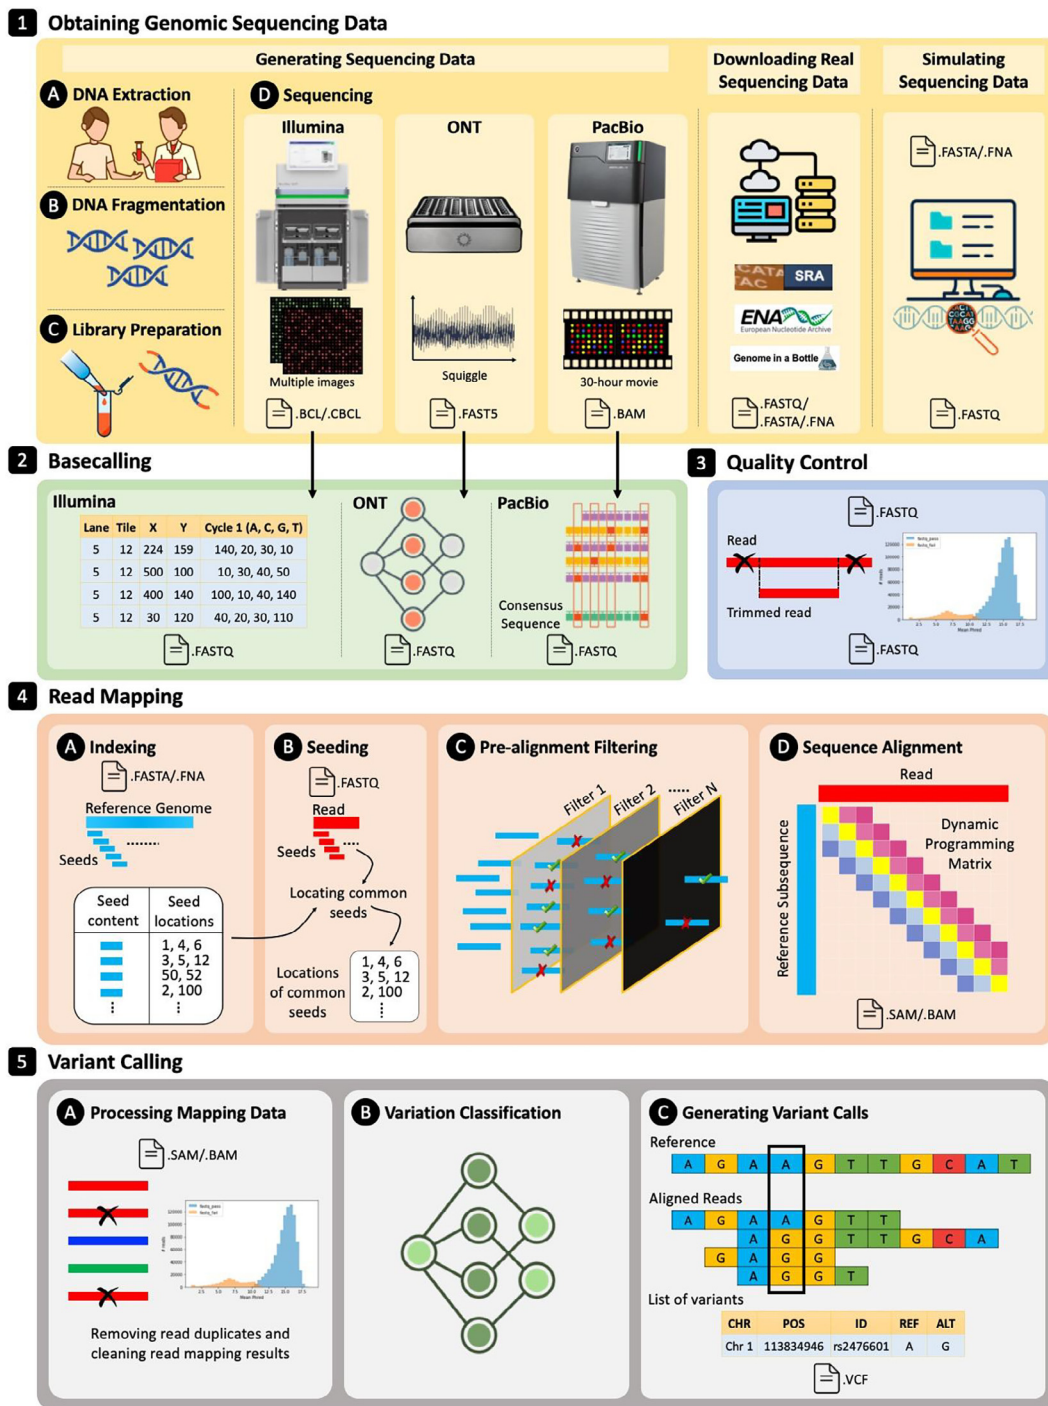 1 Obtaining Genomic Sequencing Data
Generating Sequencing Data
A DNA Extraction
B DNA Fragmentation
C Library Preparation
D Sequencing
Illumina
Multiple images
.BCL/.CBCL
ONT
Squiggle
.FAST5
PacBio
30-hour movie
.BAM
Downloading Real
Sequencing Data
CATA
TAC
SRA
ENA
European Nucleotide Archive
Genome in a Bottle
.FASTQ/
.FASTA/.FNA
Simulating
Sequencing Data
.FASTA/.FNA
.FASTQ
2 Basecalling
Illumina
Lane Tile X Y Cycle 1 (A, C, G, T)
5 12 224 159 140, 20, 30, 10
5 12 500 100 10, 30, 40, 50
5 12 400 140 100, 10, 40, 140
5 12 30 120 40, 20, 30, 110
.FASTQ
ONT
.FASTQ
PacBio
Consensus
Sequence
.FASTQ
3 Quality Control
.FASTQ
Read
Trimmed read
.FASTQ
4 Read Mapping
A Indexing
.FASTA/.FNA
Reference Genome
Seeds
Seed content
Seed locations
1, 4, 6
3, 5, 12
50, 52
2, 100
B Seeding
.FASTQ
Read
Seeds
Locating common
seeds
Locations
of common
seeds
1, 4, 6
3, 5, 12
2, 100
C Pre-alignment Filtering
Filter 1
Filter 2
Filter N
D Sequence Alignment
Read
Reference Subsequence
Dynamic
Programming
Matrix
.SAM/.BAM
5 Variant Calling
A Processing Mapping Data
.SAM/.BAM
Removing read duplicates and
cleaning read mapping results
B Variation Classification
C Generating Variant Calls
Reference
A G A A G T T G C A T
Aligned Reads
A G A A G T T
A G G T T G C A
G A G G
A G G T
List of variants
CHR POS ID REF ALT
Chr 1 113834946 rs2476601 A G
.VCF